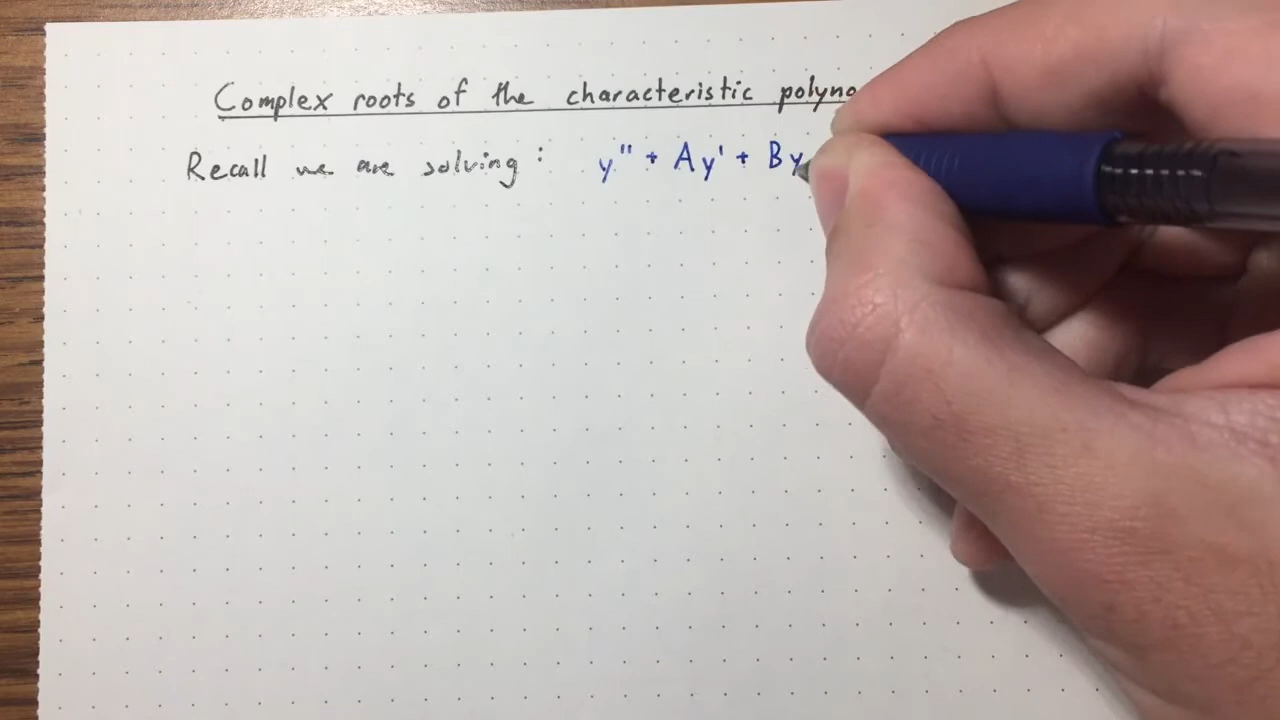 Complex roots of the characteristic polyno
Recall we are solving : y'' + Ay' + By